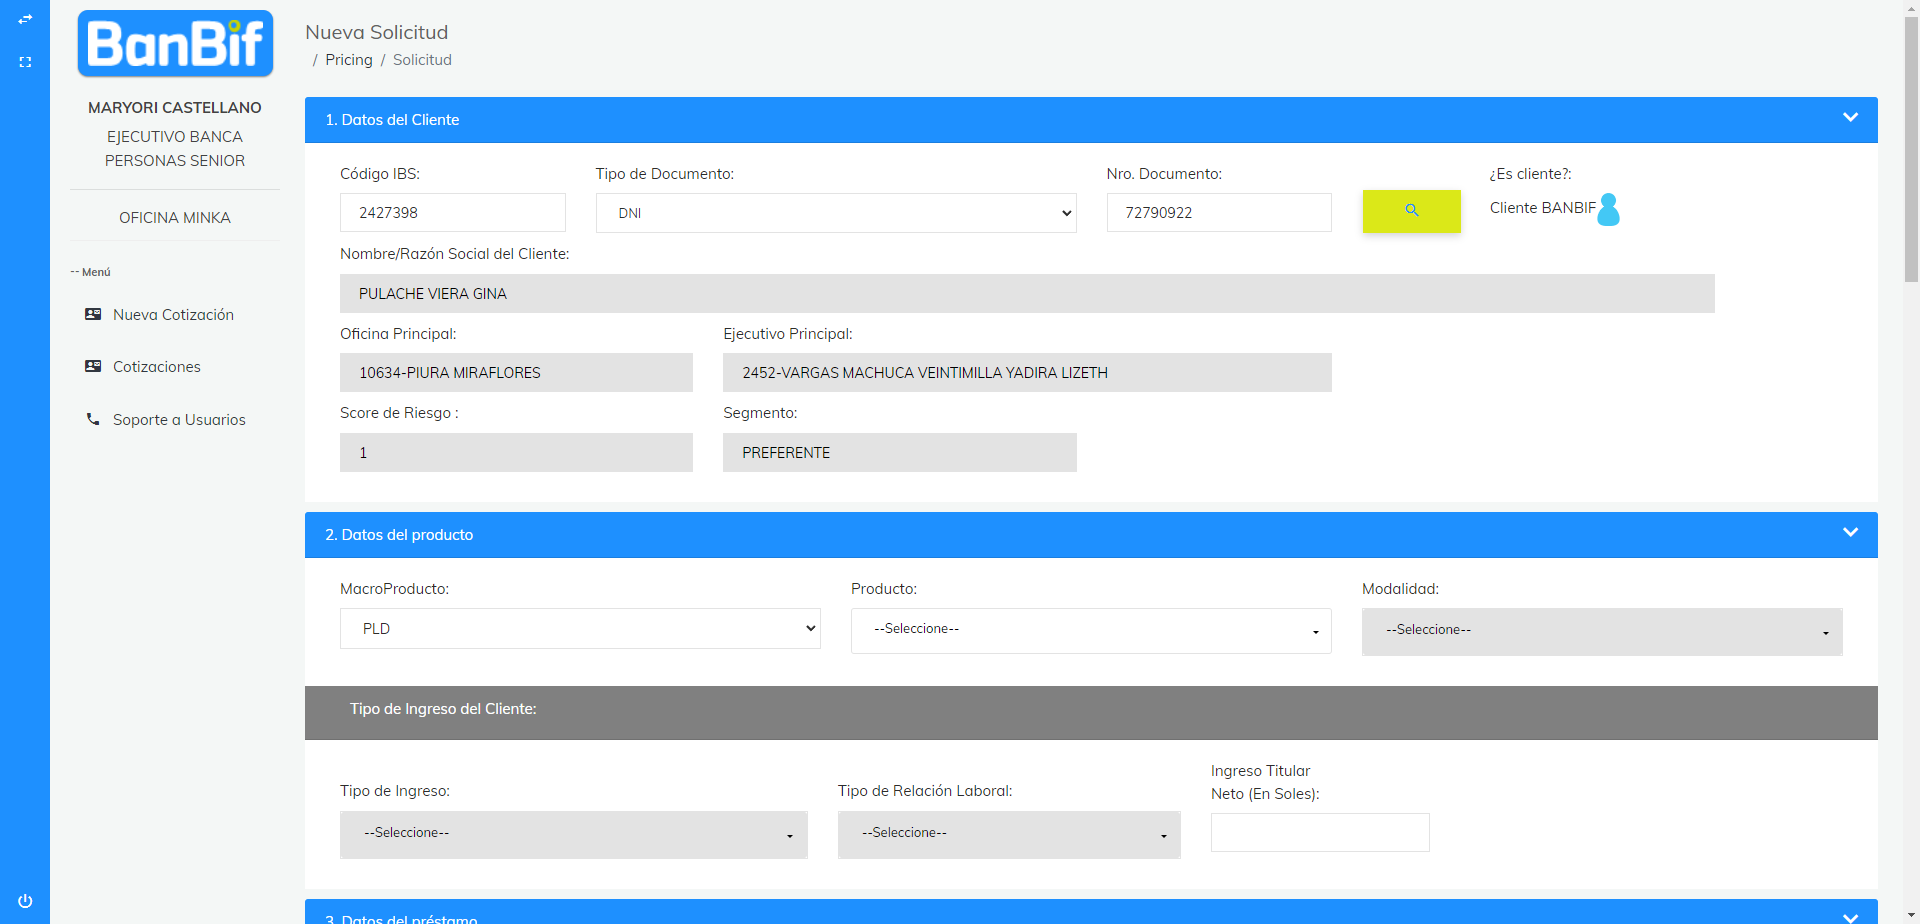 BanBif
MARYORI CASTELLANO
EJECUTIVO BANCA
PERSONAS SENIOR
OFICINA MINKA
-- Menú
Nueva Cotización
Cotizaciones
Soporte a Usuarios
Nueva Solicitud
/ Pricing / Solicitud
1. Datos del Cliente
Código IBS: Tipo de Documento: Nro. Documento: ¿Es cliente?:
2427398 DNI 72790922 Cliente BANBIF
Nombre/Razón Social del Cliente:
PULACHE VIERA GINA
Oficina Principal: Ejecutivo Principal:
10634-PIURA MIRAFLORES 2452-VARGAS MACHUCA VEINTIMILLA YADIRA LIZETH
Score de Riesgo : Segmento:
1 PREFERENTE
2. Datos del producto
MacroProducto: Producto: Modalidad:
PLD --Seleccione-- --Seleccione--
Tipo de Ingreso del Cliente:
Tipo de Ingreso: Tipo de Relación Laboral: Ingreso Titular
Neto (En Soles):
--Seleccione-- --Seleccione--
3. Datos del préstamo